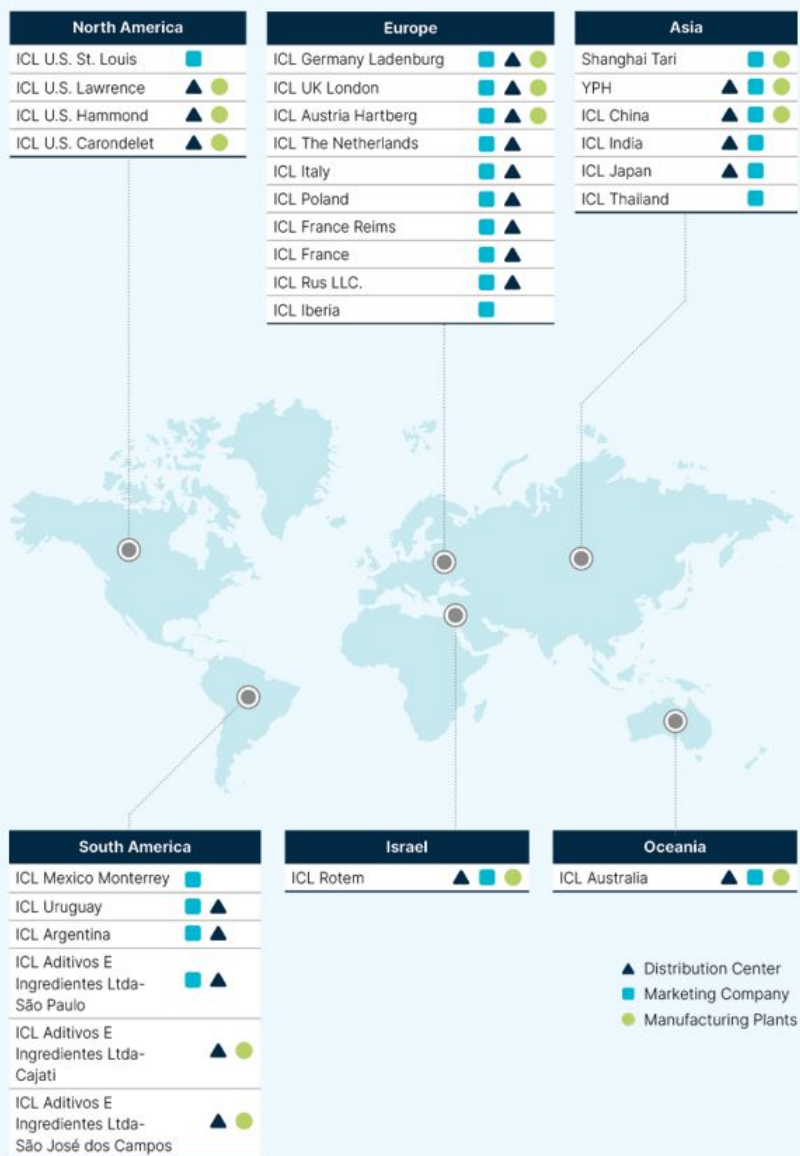 North America
ICL U.S. St. Louis
ICL U.S. Lawrence
ICL U.S. Hammond
ICL U.S. Carondelet
Europe
ICL Germany Ladenburg
ICL UK London
ICL Austria Hartberg
ICL The Netherlands
ICL Italy
ICL Poland
ICL France Reims
ICL France
ICL Rus LLC.
ICL Iberia
Asia
Shanghai Tari
YPH
ICL China
ICL India
ICL Japan
ICL Thailand
South America
ICL Mexico Monterrey
ICL Uruguay
ICL Argentina
ICL Aditivos E
Ingredientes Ltda-
São Paulo
ICL Aditivos E
Ingredientes Ltda-
Cajati
ICL Aditivos E
Ingredientes Ltda-
São José dos Campos
Israel
ICL Rotem
Oceania
ICL Australia
Distribution Center
Marketing Company
Manufacturing Plants